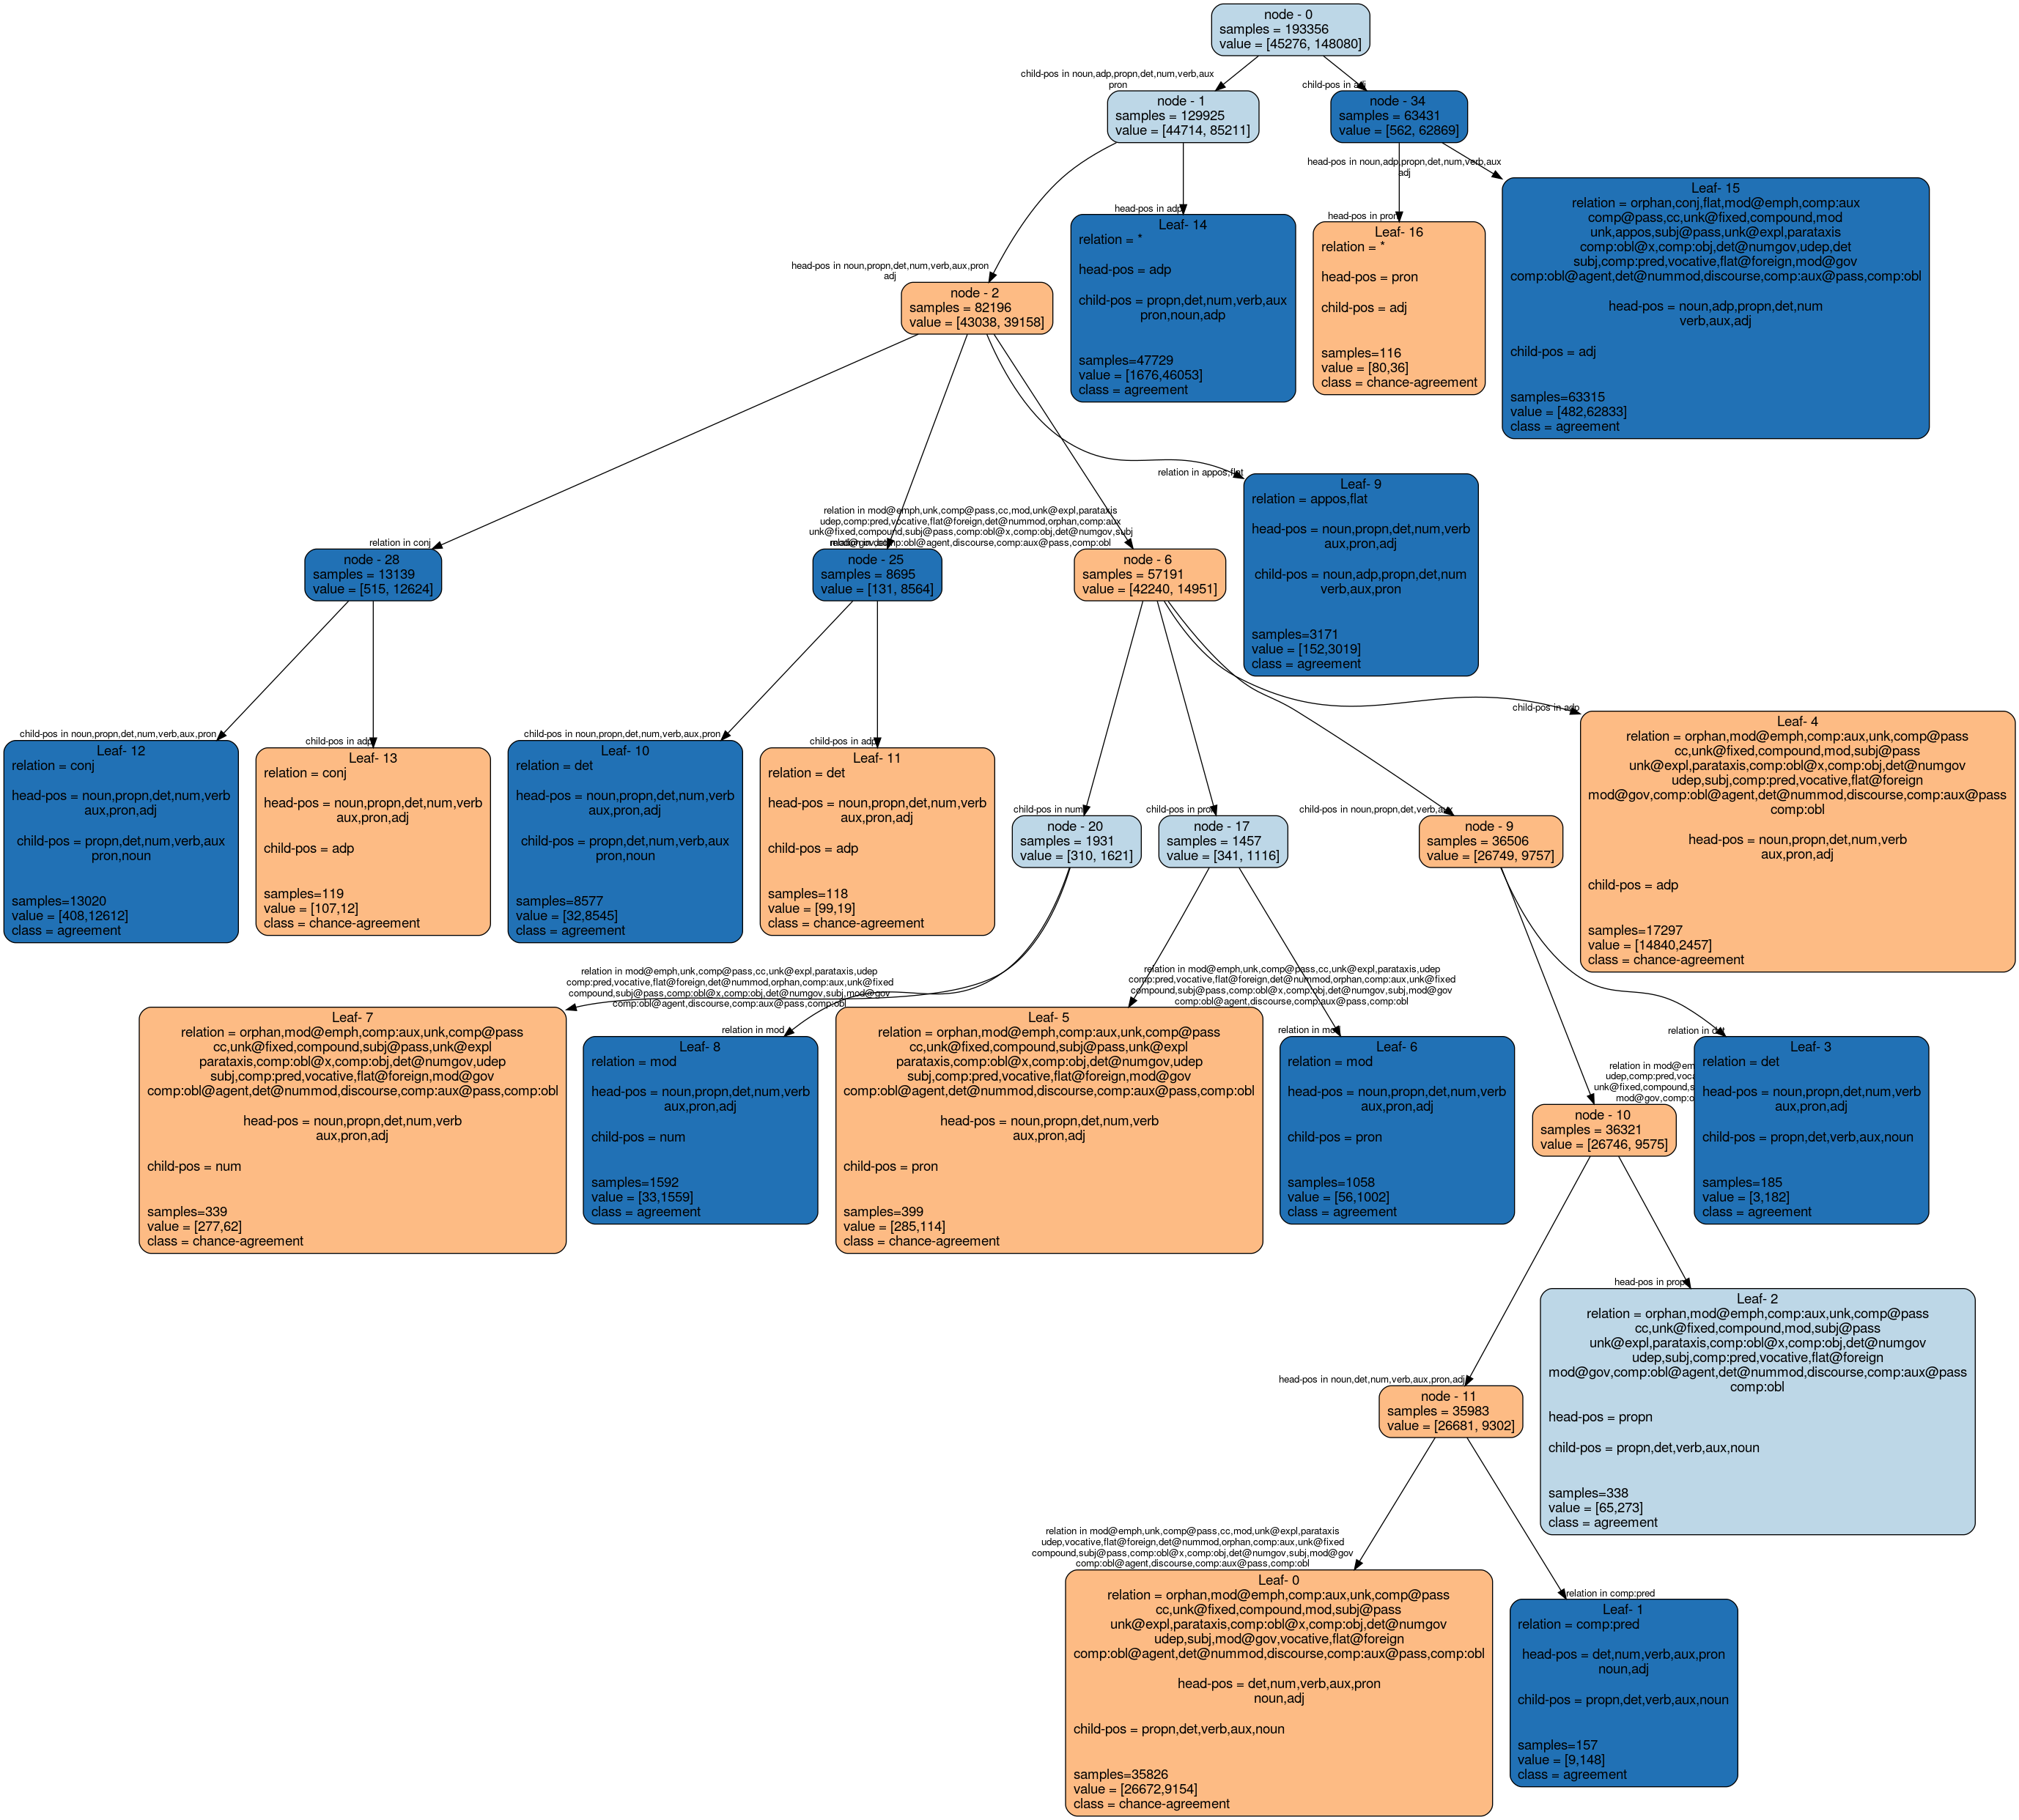 node - 0
samples = 193356
value = [45276, 148080]
child-pos in noun,adp,propn,det,num,verb,aux
pron
child-pos in adj
node - 1
samples = 129925
value = [44714, 85211]
node - 34
samples = 63431
value = [562, 62869]
head-pos in noun,propn,det,num,verb,aux,pron
adj
head-pos in adp
head-pos in pron
head-pos in noun,adp,propn,det,num,verb,aux
adj
node - 2
samples = 82196
value = [43038, 39158]
Leaf- 14
relation = *
head-pos = adp
child-pos = propn,det,num,verb,aux
pron,noun,adp
samples=47729
value = [1676,46053]
class = agreement
Leaf- 16
relation = *
head-pos = pron
child-pos = adj
samples=116
value = [80,36]
class = chance-agreement
Leaf- 15
relation = orphan,conj,flat,mod@emph,comp:aux
comp@pass,cc,unk@fixed,compound,mod
unk,appos,subj@pass,unk@expl,parataxis
comp:obl@x,comp:obj,det@numgov,udep,det
subj,comp:pred,vocative,flat@foreign,mod@gov
comp:obl@agent,det@nummod,discourse,comp:aux@pass,comp:obl
head-pos = noun,adp,propn,det,num
verb,aux,adj
child-pos = adj
samples=63315
value = [482,62833]
class = agreement
relation in conj
relation in mod@emph,unk,comp@pass,cc,mod,unk@expl,parataxis
udep,comp:pred,vocative,flat@foreign,det@nummod,orphan,comp:aux
unk@fixed,compound,subj@pass,comp:obl@x,comp:obj,det@numgov,subj
comp:obl@agent,discourse,comp:aux@pass,comp:obl
relation in appos,flat
node - 28
samples = 13139
value = [515, 12624]
node - 25
samples = 8695
value = [131, 8564]
node - 6
samples = 57191
value = [42240, 14951]
Leaf- 9
relation = appos,flat
head-pos = noun,propn,det,num,verb
aux,pron,adj
child-pos = noun,adp,propn,det,num
verb,aux,pron
samples=3171
value = [152,3019]
class = agreement
child-pos in noun,propn,det,num,verb,aux,pron
child-pos in adp
child-pos in noun,propn,det,num,verb,aux,pron
child-pos in adp
child-pos in num
child-pos in pron
child-pos in noun,propn,det,verb,aux
child-pos in adp
Leaf- 12
relation = conj
head-pos = noun,propn,det,num,verb
aux,pron,adj
child-pos = propn,det,num,verb,aux
pron,noun
samples=13020
value = [408,12612]
class = agreement
Leaf- 13
relation = conj
head-pos = noun,propn,det,num,verb
aux,pron,adj
child-pos = adp
samples=119
value = [107,12]
class = chance-agreement
Leaf- 10
relation = det
head-pos = noun,propn,det,num,verb
aux,pron,adj
child-pos = propn,det,num,verb,aux
pron,noun
samples=8577
value = [32,8545]
class = agreement
Leaf- 11
relation = det
head-pos = noun,propn,det,num,verb
aux,pron,adj
child-pos = adp
samples=118
value = [99,19]
class = chance-agreement
node - 20
samples = 1931
value = [310, 1621]
node - 17
samples = 1457
value = [341, 1116]
node - 9
samples = 36506
value = [26749, 9757]
Leaf- 4
relation = orphan,mod@emph,comp:aux,unk,comp@pass
cc,unk@fixed,compound,mod,subj@pass
unk@expl,parataxis,comp:obl@x,comp:obj,det@numgov
udep,subj,comp:pred,vocative,flat@foreign
mod@gov,comp:obl@agent,det@nummod,discourse,comp:aux@pass
comp:obl
head-pos = noun,propn,det,num,verb
aux,pron,adj
child-pos = adp
samples=17297
value = [14840,2457]
class = chance-agreement
relation in mod@emph,unk,comp@pass,cc,unk@expl,parataxis,udep
comp:pred,vocative,flat@foreign,det@nummod,orphan,comp:aux,unk@fixed
compound,subj@pass,comp:obl@x,comp:obj,det@numgov,subj,mod@gov
comp:obl@agent,discourse,comp:aux@pass,comp:obl
relation in mod
relation in mod@emph,unk,comp@pass,cc,unk@expl,parataxis,udep
comp:pred,vocative,flat@foreign,det@nummod,orphan,comp:aux,unk@fixed
compound,subj@pass,comp:obl@x,comp:obj,det@numgov,subj,mod@gov
comp:obl@agent,discourse,comp:aux@pass,comp:obl
relation in mod
relation in det
Leaf- 7
relation = orphan,mod@emph,comp:aux,unk,comp@pass
cc,unk@fixed,compound,subj@pass,unk@expl
parataxis,comp:obl@x,comp:obj,det@numgov,udep
subj,comp:pred,vocative,flat@foreign,mod@gov
comp:obl@agent,det@nummod,discourse,comp:aux@pass,comp:obl
head-pos = noun,propn,det,num,verb
aux,pron,adj
child-pos = num
samples=339
value = [277,62]
class = chance-agreement
Leaf- 8
relation = mod
head-pos = noun,propn,det,num,verb
aux,pron,adj
child-pos = num
samples=1592
value = [33,1559]
class = agreement
Leaf- 5
relation = orphan,mod@emph,comp:aux,unk,comp@pass
cc,unk@fixed,compound,subj@pass,unk@expl
parataxis,comp:obl@x,comp:obj,det@numgov,udep
subj,comp:pred,vocative,flat@foreign,mod@gov
comp:obl@agent,det@nummod,discourse,comp:aux@pass,comp:obl
head-pos = noun,propn,det,num,verb
aux,pron,adj
child-pos = pron
samples=399
value = [285,114]
class = chance-agreement
Leaf- 6
relation = mod
head-pos = noun,propn,det,num,verb
aux,pron,adj
child-pos = pron
samples=1058
value = [56,1002]
class = agreement
relation in
node - 10
samples = 36321
value = [26746, 9575]
Leaf- 3
relation = det
head-pos = noun,propn,det,num,verb
aux,pron,adj
child-pos = propn,det,verb,aux,noun
samples=185
value = [3,182]
class = agreement
head-pos in noun,det,num,verb,aux,pron,adj
head-pos in propn
node - 11
samples = 35983
value = [26681, 9302]
Leaf- 2
relation = orphan,mod@emph,comp:aux,unk,comp@pass
cc,unk@fixed,compound,mod,subj@pass
unk@expl,parataxis,comp:obl@x,comp:obj,det@numgov
udep,subj,comp:pred,vocative,flat@foreign
mod@gov,comp:obl@agent,det@nummod,discourse,comp:aux@pass
comp:obl
head-pos = propn
child-pos = propn,det,verb,aux,noun
samples=338
value = [65,273]
class = agreement
relation in mod@emph,unk,comp@pass,cc,mod,unk@expl,parataxis
udep,vocative,flat@foreign,det@nummod,orphan,comp:aux,unk@fixed
compound,subj@pass,comp:obl@x,comp:obj,det@numgov,subj,mod@gov
comp:obl@agent,discourse,comp:aux@pass,comp:obl
relation in comp:pred
Leaf- 0
relation = orphan,mod@emph,comp:aux,unk,comp@pass
cc,unk@fixed,compound,mod,subj@pass
unk@expl,parataxis,comp:obl@x,comp:obj,det@numgov
udep,subj,mod@gov,vocative,flat@foreign
comp:obl@agent,det@nummod,discourse,comp:aux@pass,comp:obl
head-pos = det,num,verb,aux,pron
noun,adj
child-pos = propn,det,verb,aux,noun
samples=35826
value = [26672,9154]
class = chance-agreement
Leaf- 1
relation = comp:pred
head-pos = det,num,verb,aux,pron
noun,adj
child-pos = propn,det,verb,aux,noun
samples=157
value = [9,148]
class = agreement